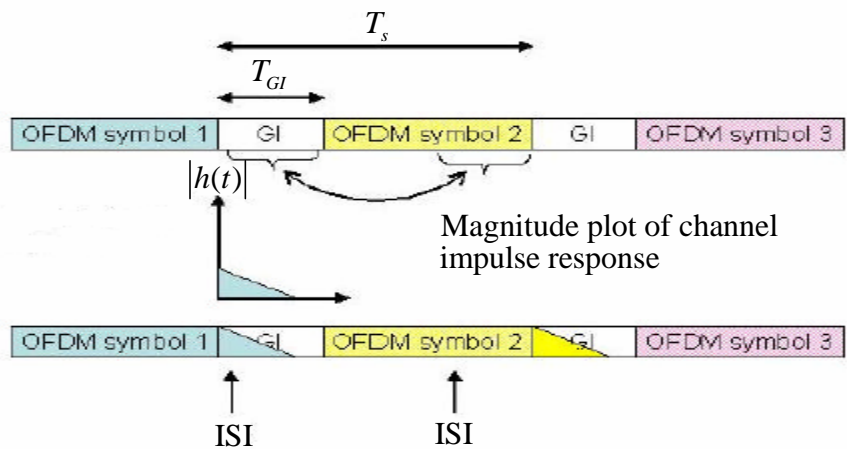 T_s
T_GI
OFDM symbol 1 GI OFDM symbol 2 GI OFDM symbol 3
|h(t)|
Magnitude plot of channel
impulse response
OFDM symbol 1 GI OFDM symbol 2 GI OFDM symbol 3
ISI ISI